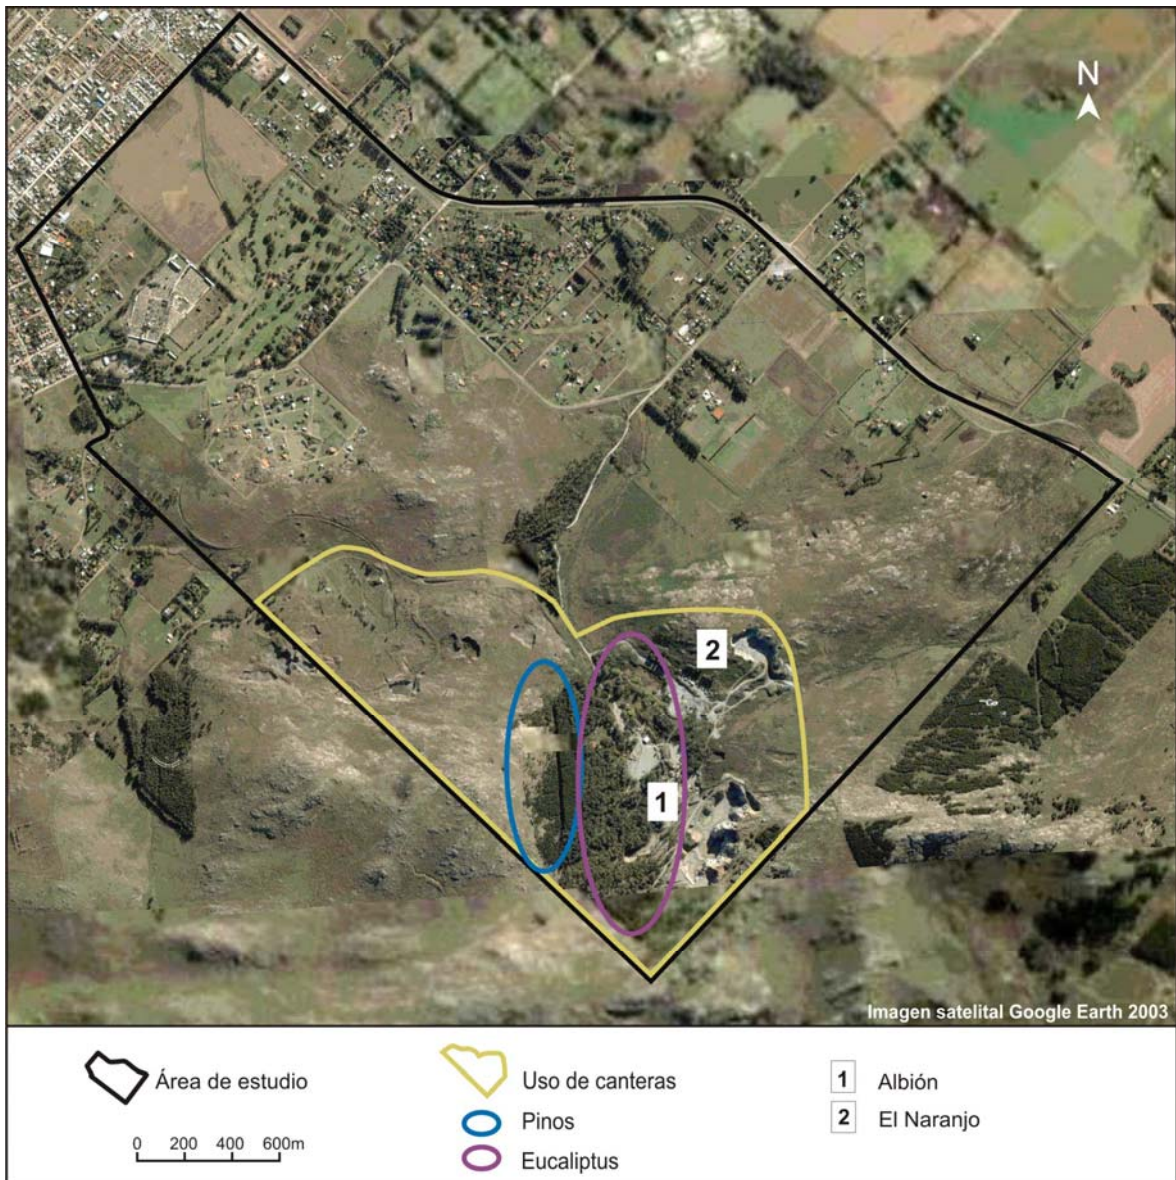 N
2
1
Imagen satelital Google Earth 2003
Área de estudio
0 200 400 600m
Uso de canteras
Pinos
Eucaliptus
1 Albión
2 El Naranjo